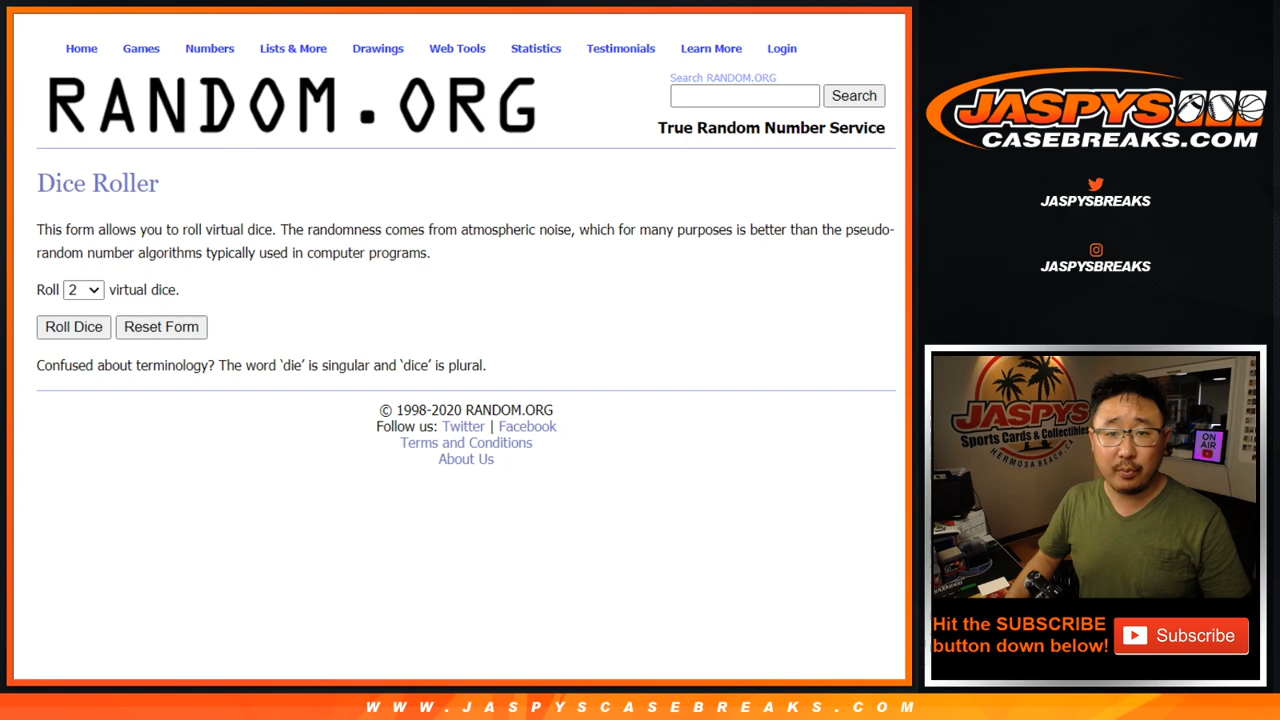 Home Games Numbers Lists & More Drawings Web Tools Statistics Testimonials Learn More Login
RANDOM.ORG
Search RANDOM.ORG
Search
True Random Number Service
Dice Roller
This form allows you to roll virtual dice. The randomness comes from atmospheric noise, which for many purposes is better than the pseudo-
random number algorithms typically used in computer programs.
Roll 2 virtual dice.
Roll Dice Reset Form
Confused about terminology? The word ‘die’ is singular and ‘dice’ is plural.
© 1998-2020 RANDOM.ORG
Follow us: Twitter | Facebook
Terms and Conditions
About Us
JASPYS
CASEBREAKS.COM
JASPYSBREAKS
JASPYSBREAKS
JASPYS
Sports Cards & Collectibles
HERMOSA BEACH, CA
ON
AIR
Hit the SUBSCRIBE
button down below!
Subscribe
WWW.JASPYSCASEBREAKS.COM